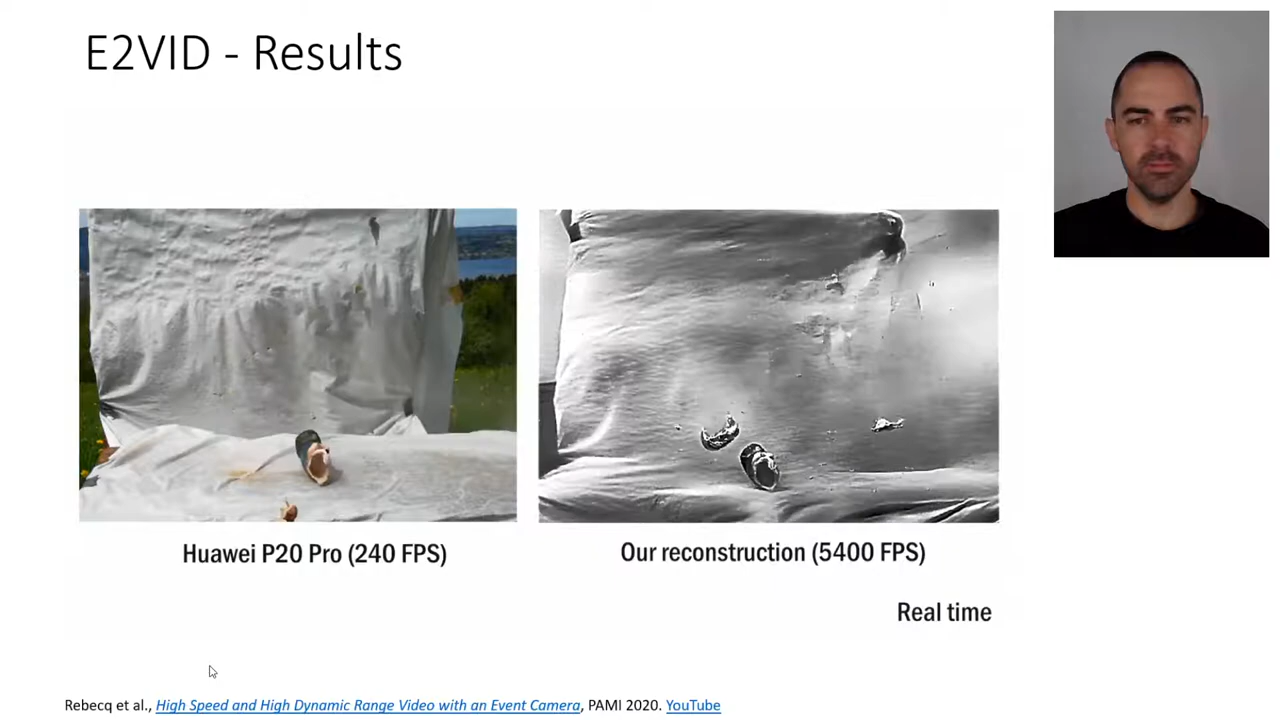 E2VID - Results
Huawei P20 Pro (240 FPS)
Our reconstruction (5400 FPS)
Real time
Rebecq et al., High Speed and High Dynamic Range Video with an Event Camera, PAMI 2020. YouTube